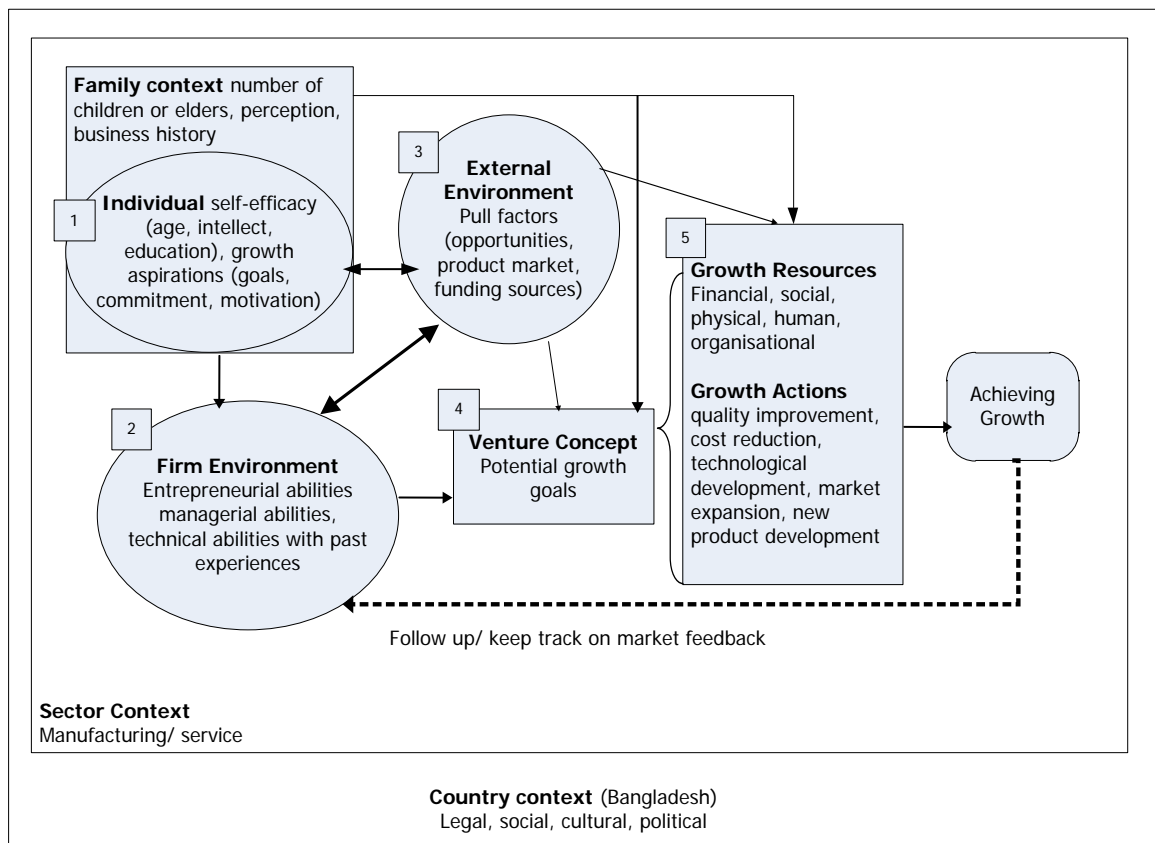 Family context number of
children or elders, perception,
business history
1
Individual self-efficacy
(age, intellect,
education), growth
aspirations (goals,
commitment, motivation)
3
External
Environment
Pull factors
(opportunities,
product market,
funding sources)
5
Growth Resources
Financial, social,
physical, human,
organisational
Growth Actions
quality improvement,
cost reduction,
technological
development, market
expansion, new
product development
Achieving
Growth
2
Firm Environment
Entrepreneurial abilities
managerial abilities,
technical abilities with past
experiences
4
Venture Concept
Potential growth
goals
Follow up/ keep track on market feedback
Sector Context
Manufacturing/ service
Country context (Bangladesh)
Legal, social, cultural, political